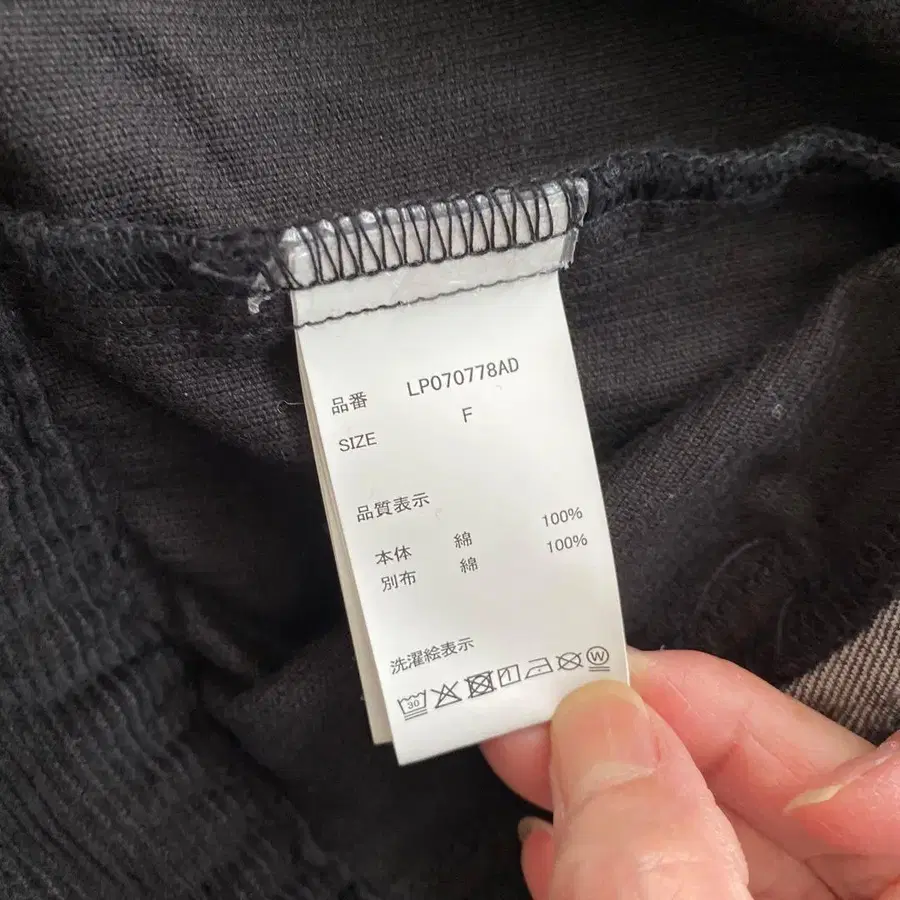 品番 LP070778AD
SIZE F
品質表示
本体 綿 100%
別布 綿 100%
洗濯絵表示
30 W